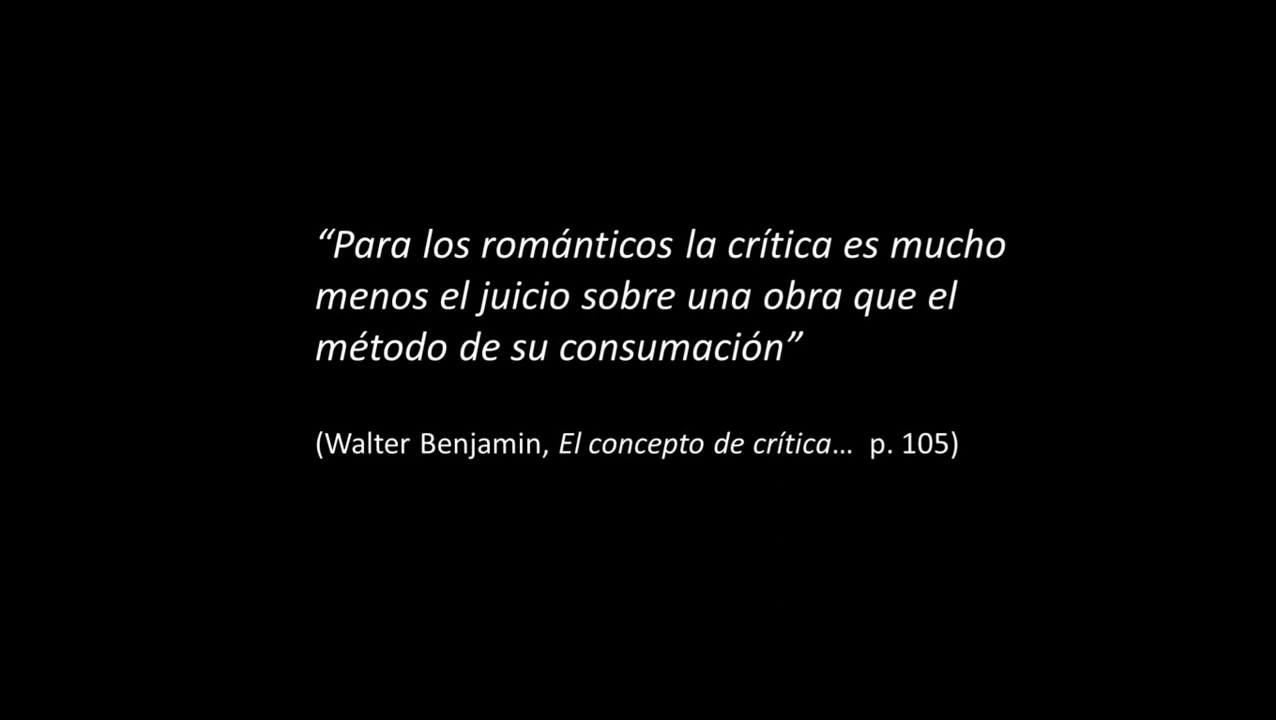 “Para los románticos la crítica es mucho
menos el juicio sobre una obra que el
método de su consumación”
(Walter Benjamin, El concepto de crítica… p. 105)